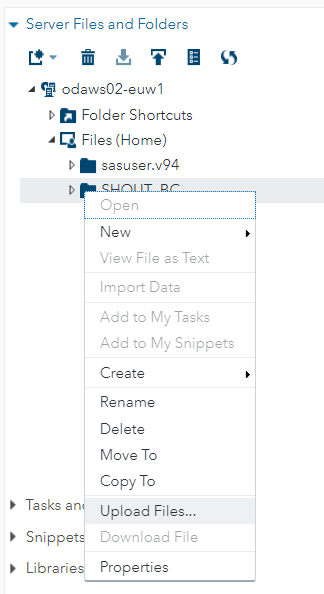 Server Files and Folders
odaws02-euw1
Folder Shortcuts
Files (Home)
sasuser.v94
SHOUT_BC
Open
New
View File as Text
Import Data
Add to My Tasks
Add to My Snippets
Create
Rename
Delete
Move To
Copy To
Tasks and
Upload Files...
Snippets
Download File
Libraries
Properties